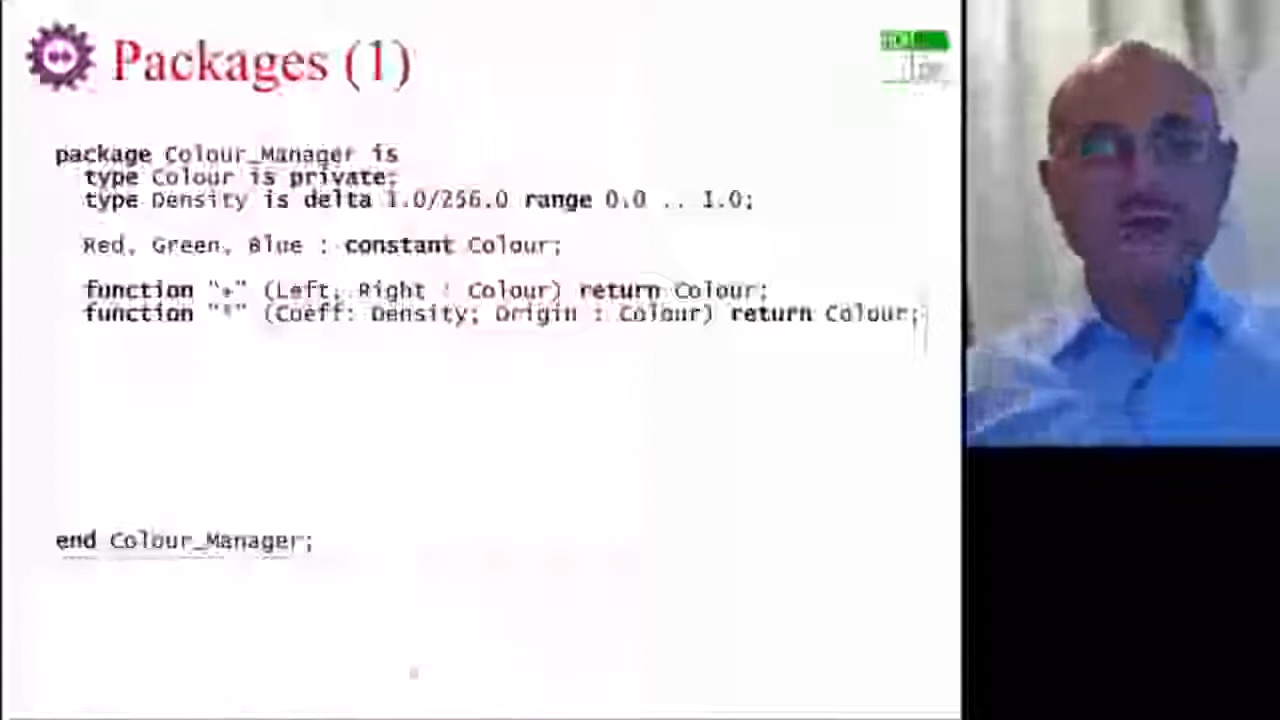 Packages (1)
package Colour_Manager is
type Colour is private;
type Density is delta 1.0/256.0 range 0.0 .. 1.0;
Red, Green, Blue : constant Colour;
function "+" (Left, Right : Colour) return Colour;
function "*" (Coeff: Density; Origin : Colour) return Colour;
end Colour_Manager;